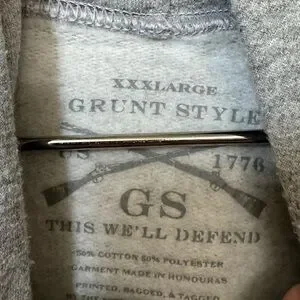 XXXLARGE
GRUNT STYLE
GS 1776
GS
THIS WE'LL DEFEND
50% COTTON 50% POLYESTER
GARMENT MADE IN HONDURAS
PRINTED, BAGGED, & TAGGED